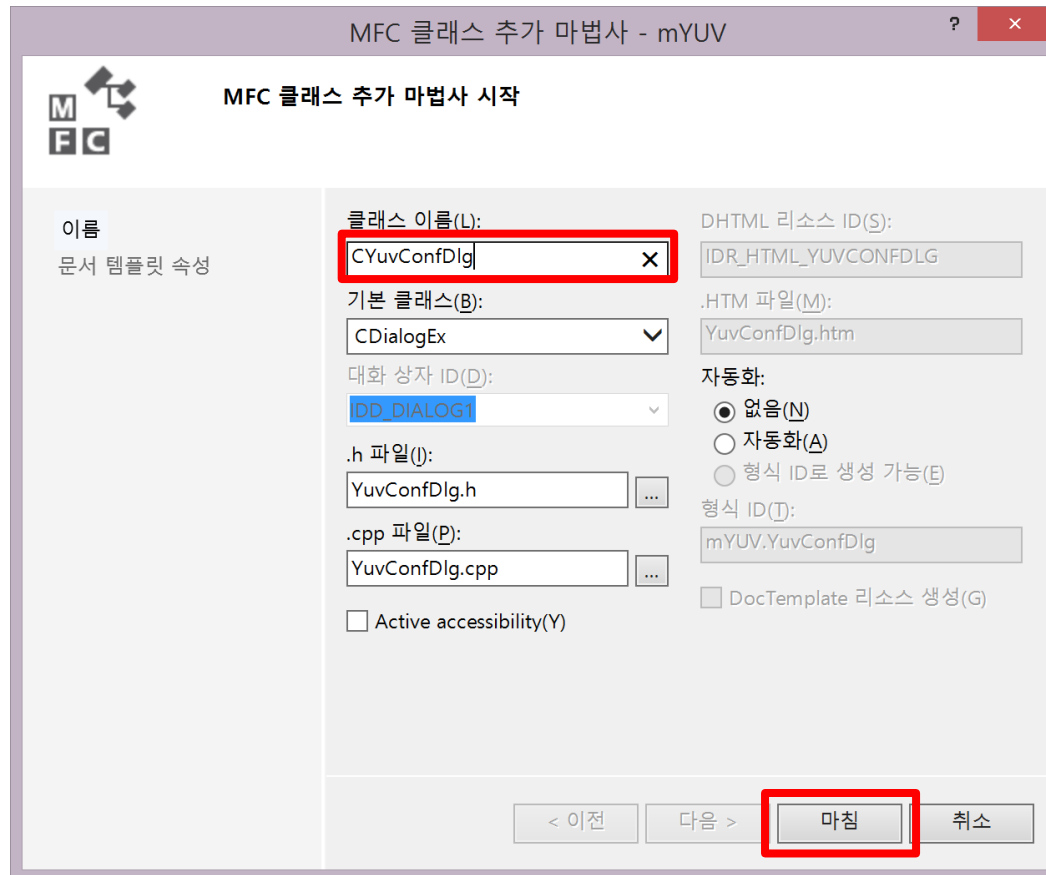 MFC 클래스 추가 마법사 - mYUV
?
MFC
MFC 클래스 추가 마법사 시작
이름
문서 템플릿 속성
클래스 이름(L):
CYuvConfDlg
기본 클래스(B):
CDialogEx
대화 상자 ID(D):
IDD_DIALOG1
.h 파일(I):
YuvConfDlg.h
...
.cpp 파일(P):
YuvConfDlg.cpp
...
Active accessibility(Y)
DHTML 리소스 ID(S):
IDR_HTML_YUVCONFDLG
.HTM 파일(M):
YuvConfDlg.htm
자동화:
없음(N)
자동화(A)
형식 ID로 생성 가능(E)
형식 ID(T):
mYUV.YuvConfDlg
DocTemplate 리소스 생성(G)
< 이전
다음 >
마침
취소